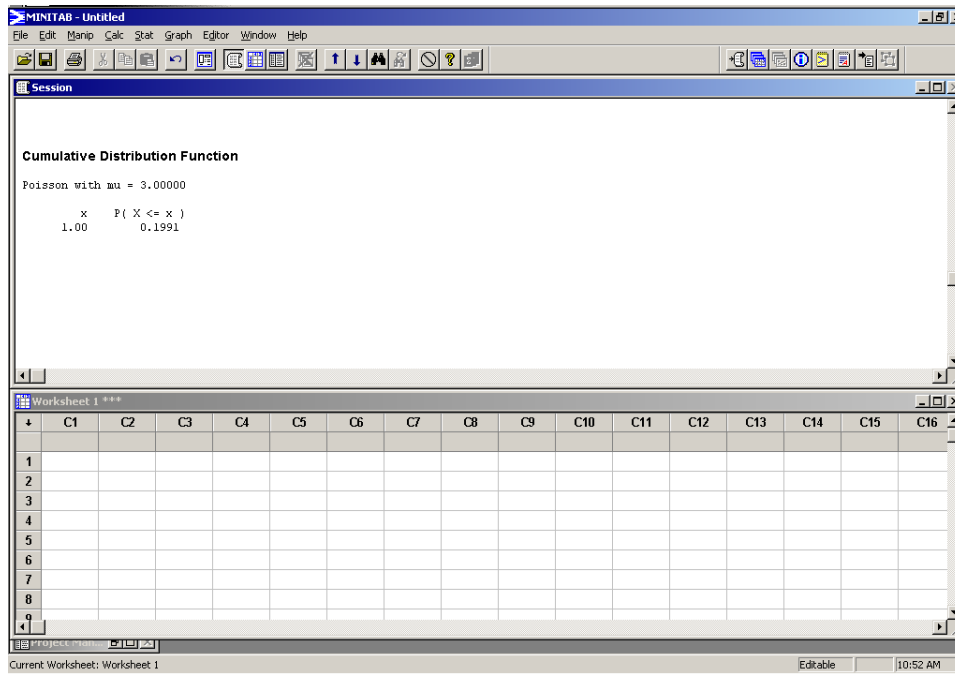 MINITAB - Untitled
File Edit Manip Calc Stat Graph Editor Window Help
Session
Cumulative Distribution Function
Poisson with mu = 3.00000
x P( X <= x )
1.00 0.1991
Worksheet 1 ***
C1 C2 C3 C4 C5 C6 C7 C8 C9 C10 C11 C12 C13 C14 C15 C16
1
2
3
4
5
6
7
8
9
Project Man...
Current Worksheet: Worksheet 1 Editable 10:52 AM